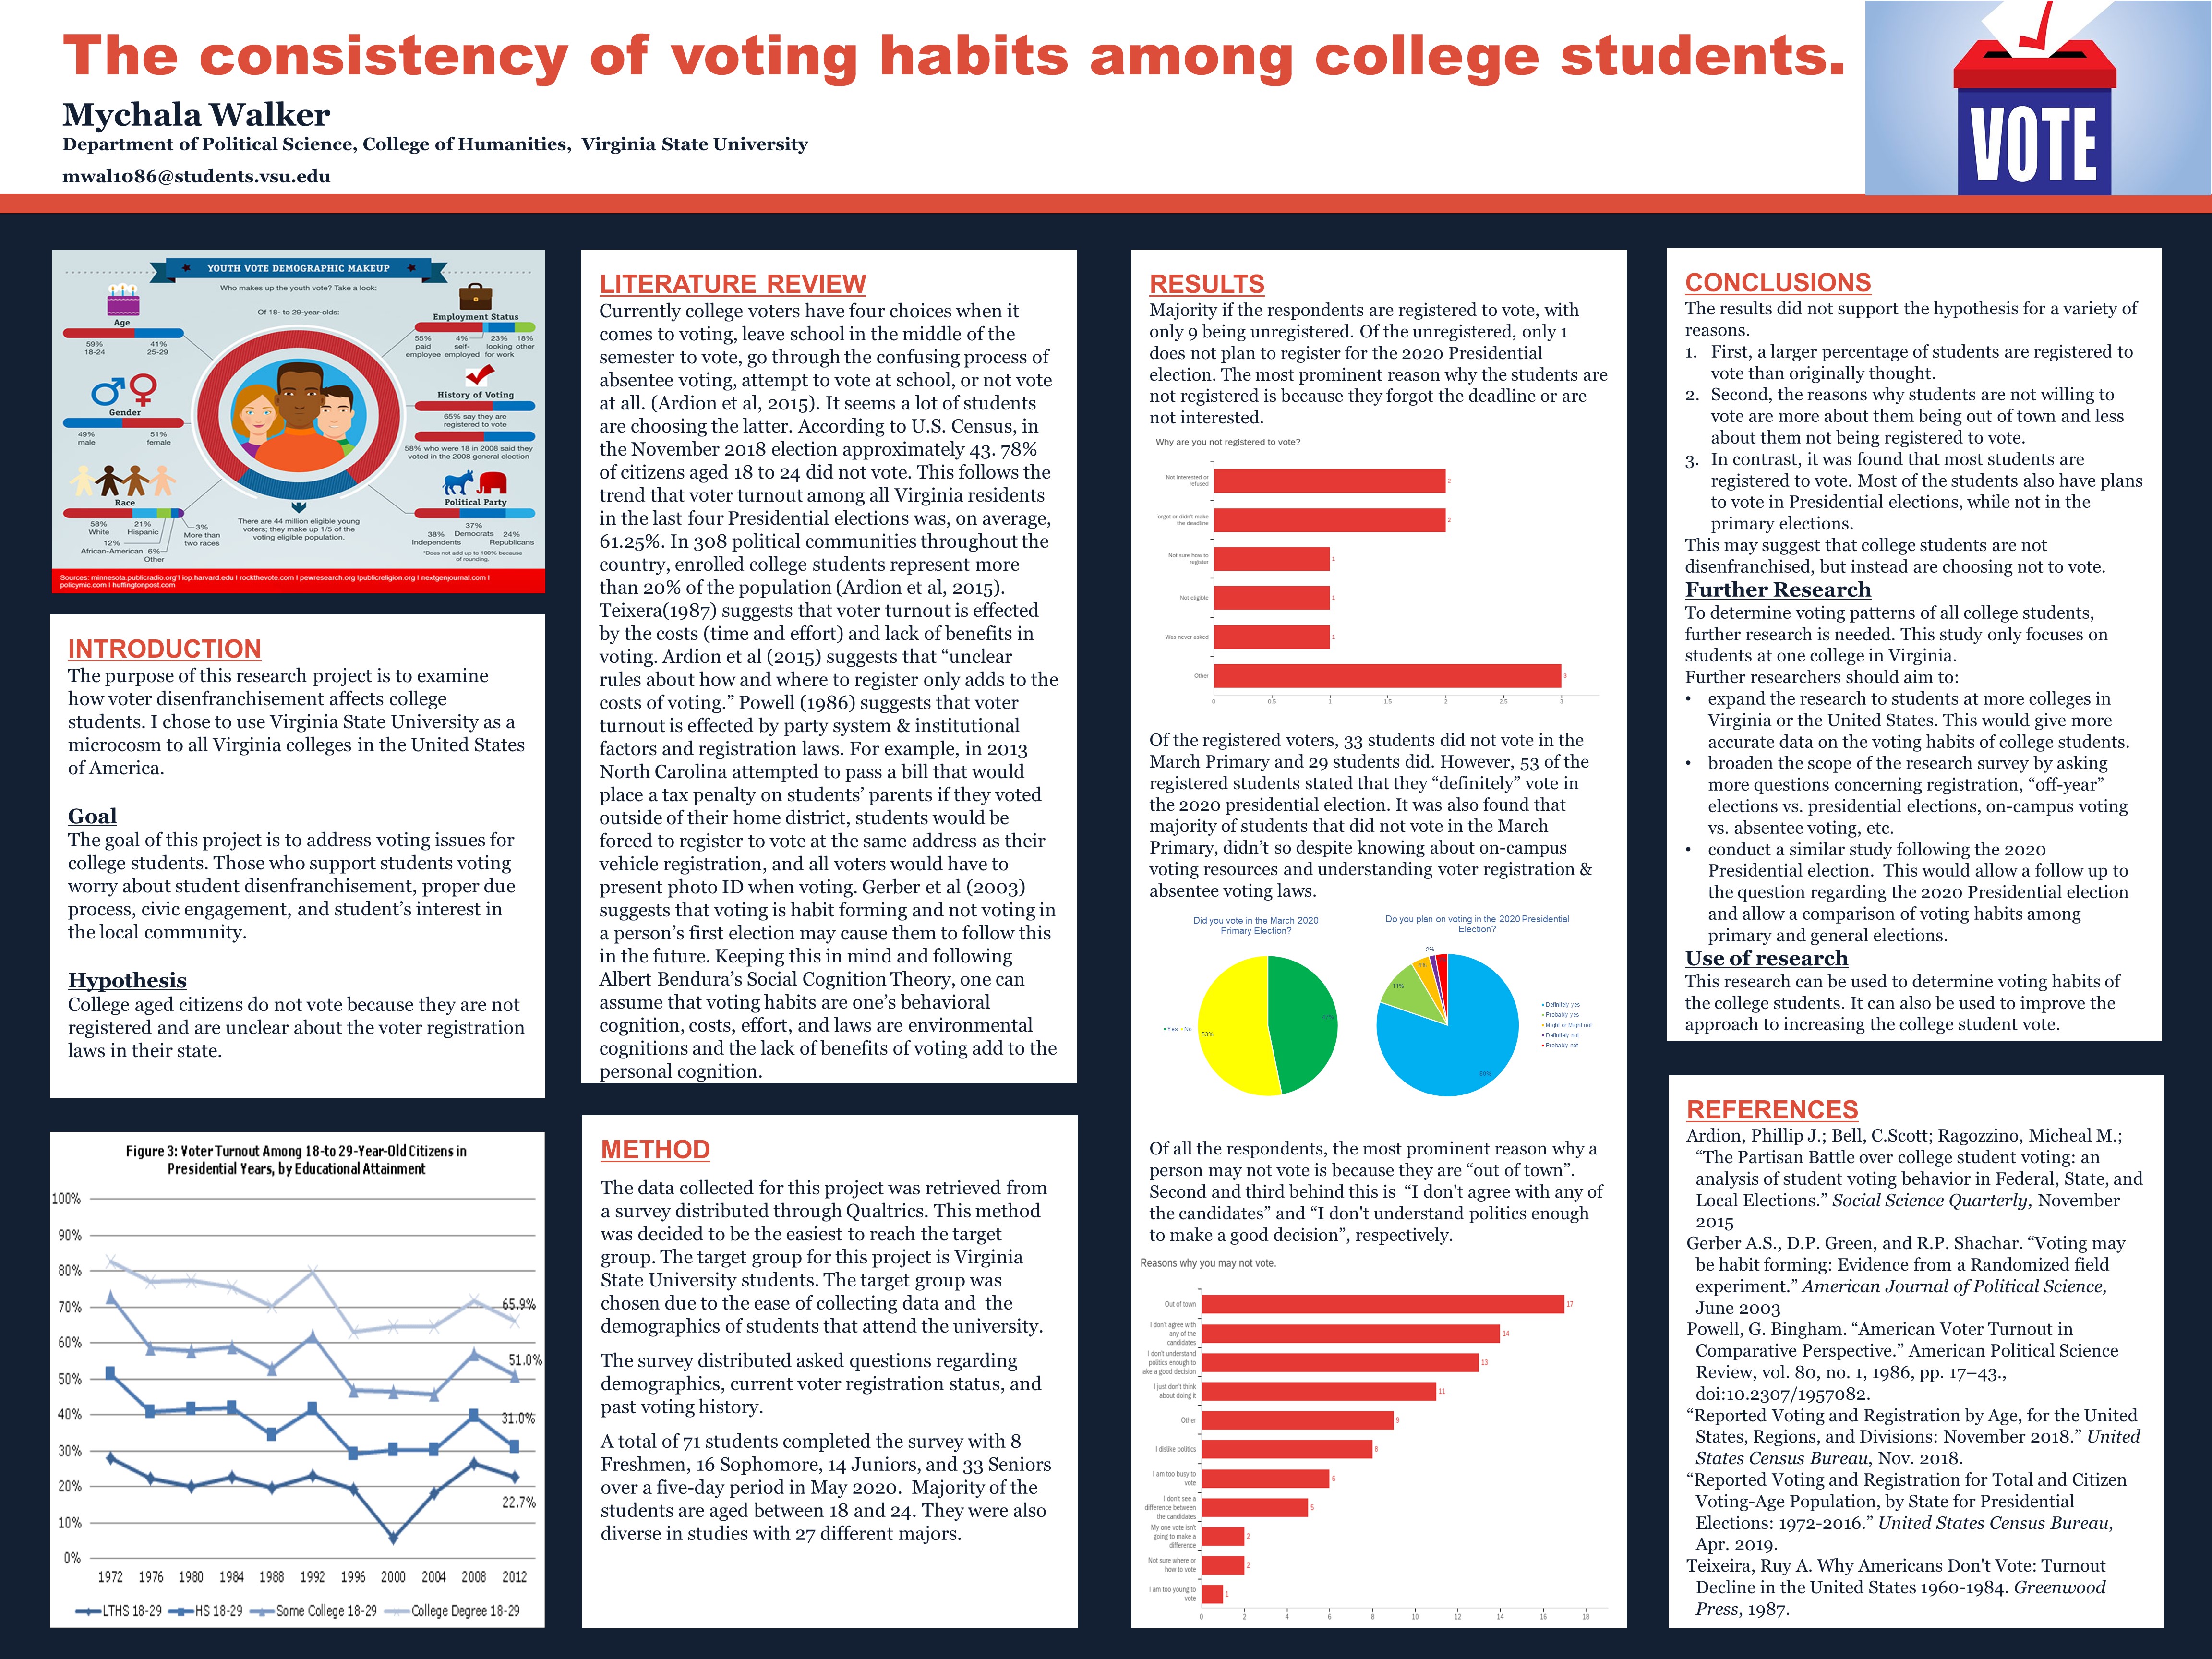 The consistency of voting habits among college students.
Mychala Walker
Department of Political Science, College of Humanities, Virginia State University
mwal1086@students.vsu.edu
VOTE
YOUTH VOTE DEMOGRAPHIC MAKEUP
Who makes up the youth vote? Take a look:
Of 18- to 29-year-olds:
Age
59%
18-24
41%
25-29
Gender
49%
male
51%
female
Race
58%
White
21%
Hispanic
12%
African-American
6%
Other
3%
More than
two races
There are 44 million eligible young
voters; they make up 1/5 of the
voting eligible population.
Employment Status
55%
paid
employee
4%
self-
employed
23%
looking
for work
18%
other
History of Voting
65% say they are
registered to vote
58% who were 18 in 2008 said they
voted in the 2008 general election
Political Party
38%
Independents
37%
Democrats
24%
Republicans
*Does not add up to 100% because
of rounding.
Sources: minnesota.publicradio.org | iop.harvard.edu | rockthevote.com | pewresearch.org |publicreligion.org | nextgenjournal.com |
policymic.com | huffingtonpost.com
INTRODUCTION
The purpose of this research project is to examine
how voter disenfranchisement affects college
students. I chose to use Virginia State University as a
microcosm to all Virginia colleges in the United States
of America.
Goal
The goal of this project is to address voting issues for
college students. Those who support students voting
worry about student disenfranchisement, proper due
process, civic engagement, and student’s interest in
the local community.
Hypothesis
College aged citizens do not vote because they are not
registered and are unclear about the voter registration
laws in their state.
Figure 3: Voter Turnout Among 18-to 29-Year-Old Citizens in
Presidential Years, by Educational Attainment
100%
90%
80%
70%
60%
50%
40%
30%
20%
10%
0%
65.9%
51.0%
31.0%
22.7%
1972 1976 1980 1984 1988 1992 1996 2000 2004 2008 2012
LTHS 18-29 HS 18-29 Some College 18-29 College Degree 18-29
LITERATURE REVIEW
Currently college voters have four choices when it
comes to voting, leave school in the middle of the
semester to vote, go through the confusing process of
absentee voting, attempt to vote at school, or not vote
at all. (Ardion et al, 2015). It seems a lot of students
are choosing the latter. According to U.S. Census, in
the November 2018 election approximately 43. 78%
of citizens aged 18 to 24 did not vote. This follows the
trend that voter turnout among all Virginia residents
in the last four Presidential elections was, on average,
61.25%. In 308 political communities throughout the
country, enrolled college students represent more
than 20% of the population (Ardion et al, 2015).
Teixera(1987) suggests that voter turnout is effected
by the costs (time and effort) and lack of benefits in
voting. Ardion et al (2015) suggests that “unclear
rules about how and where to register only adds to the
costs of voting.” Powell (1986) suggests that voter
turnout is effected by party system & institutional
factors and registration laws. For example, in 2013
North Carolina attempted to pass a bill that would
place a tax penalty on students’ parents if they voted
outside of their home district, students would be
forced to register to vote at the same address as their
vehicle registration, and all voters would have to
present photo ID when voting. Gerber et al (2003)
suggests that voting is habit forming and not voting in
a person’s first election may cause them to follow this
in the future. Keeping this in mind and following
Albert Bendura’s Social Cognition Theory, one can
assume that voting habits are one’s behavioral
cognition, costs, effort, and laws are environmental
cognitions and the lack of benefits of voting add to the
personal cognition.
METHOD
The data collected for this project was retrieved from
a survey distributed through Qualtrics. This method
was decided to be the easiest to reach the target
group. The target group for this project is Virginia
State University students. The target group was
chosen due to the ease of collecting data and the
demographics of students that attend the university.
The survey distributed asked questions regarding
demographics, current voter registration status, and
past voting history.
A total of 71 students completed the survey with 8
Freshmen, 16 Sophomore, 14 Juniors, and 33 Seniors
over a five-day period in May 2020. Majority of the
students are aged between 18 and 24. They were also
diverse in studies with 27 different majors.
RESULTS
Majority if the respondents are registered to vote, with
only 9 being unregistered. Of the unregistered, only 1
does not plan to register for the 2020 Presidential
election. The most prominent reason why the students are
not registered is because they forgot the deadline or are
not interested.
Why are you not registered to vote?
Not Interested or
refused
2
orgot or didn't make
the deadline
2
Not sure how to
register
1
Not eligible
1
Was never asked
1
Other
3
0 0.5 1 1.5 2 2.5 3
Of the registered voters, 33 students did not vote in the
March Primary and 29 students did. However, 53 of the
registered students stated that they “definitely” vote in
the 2020 presidential election. It was also found that
majority of students that did not vote in the March
Primary, didn’t so despite knowing about on-campus
voting resources and understanding voter registration &
absentee voting laws.
Did you vote in the March 2020
Primary Election?
Yes No
53%
47%
Do you plan on voting in the 2020 Presidential
Election?
2%
4%
11%
80%
Definitely yes
Probably yes
Might or Might not
Definitely not
Probably not
Of all the respondents, the most prominent reason why a
person may not vote is because they are “out of town”.
Second and third behind this is “I don't agree with any of
the candidates” and “I don't understand politics enough
to make a good decision”, respectively.
Reasons why you may not vote.
Out of town
17
I don't agree with
any of the
candidates
14
I don't understand
politics enough to
ake a good decision
13
I just don't think
about doing it
11
Other
9
I dislike politics
8
I am too busy to
vote
6
I don't see a
difference between
the candidates
5
My one vote isn't
going to make a
difference
2
Not sure where or
how to vote
2
I am too young to
vote
1
0 2 4 6 8 10 12 14 16 18
CONCLUSIONS
The results did not support the hypothesis for a variety of
reasons.
1. First, a larger percentage of students are registered to
vote than originally thought.
2. Second, the reasons why students are not willing to
vote are more about them being out of town and less
about them not being registered to vote.
3. In contrast, it was found that most students are
registered to vote. Most of the students also have plans
to vote in Presidential elections, while not in the
primary elections.
This may suggest that college students are not
disenfranchised, but instead are choosing not to vote.
Further Research
To determine voting patterns of all college students,
further research is needed. This study only focuses on
students at one college in Virginia.
Further researchers should aim to:
• expand the research to students at more colleges in
Virginia or the United States. This would give more
accurate data on the voting habits of college students.
• broaden the scope of the research survey by asking
more questions concerning registration, “off-year”
elections vs. presidential elections, on-campus voting
vs. absentee voting, etc.
• conduct a similar study following the 2020
Presidential election. This would allow a follow up to
the question regarding the 2020 Presidential election
and allow a comparison of voting habits among
primary and general elections.
Use of research
This research can be used to determine voting habits of
the college students. It can also be used to improve the
approach to increasing the college student vote.
REFERENCES
Ardion, Phillip J.; Bell, C.Scott; Ragozzino, Micheal M.;
“The Partisan Battle over college student voting: an
analysis of student voting behavior in Federal, State, and
Local Elections.” Social Science Quarterly, November
2015
Gerber A.S., D.P. Green, and R.P. Shachar. “Voting may
be habit forming: Evidence from a Randomized field
experiment.” American Journal of Political Science,
June 2003
Powell, G. Bingham. “American Voter Turnout in
Comparative Perspective.” American Political Science
Review, vol. 80, no. 1, 1986, pp. 17–43.,
doi:10.2307/1957082.
“Reported Voting and Registration by Age, for the United
States, Regions, and Divisions: November 2018.” United
States Census Bureau, Nov. 2018.
“Reported Voting and Registration for Total and Citizen
Voting-Age Population, by State for Presidential
Elections: 1972-2016.” United States Census Bureau,
Apr. 2019.
Teixeira, Ruy A. Why Americans Don't Vote: Turnout
Decline in the United States 1960-1984. Greenwood
Press, 1987.